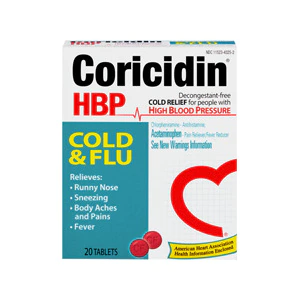 Coricidin®
HBP
Decongestant-free
COLD RELIEF for people with
HIGH BLOOD PRESSURE
COLD
& FLU
Chlorpheniramine - Antihistamine
Acetaminophen - Pain Reliever/Fever Reducer
See New Warnings Information
Relieves:
• Runny Nose
• Sneezing
• Body Aches
and Pains
• Fever
20 TABLETS
American Heart Association
Health Information Enclosed